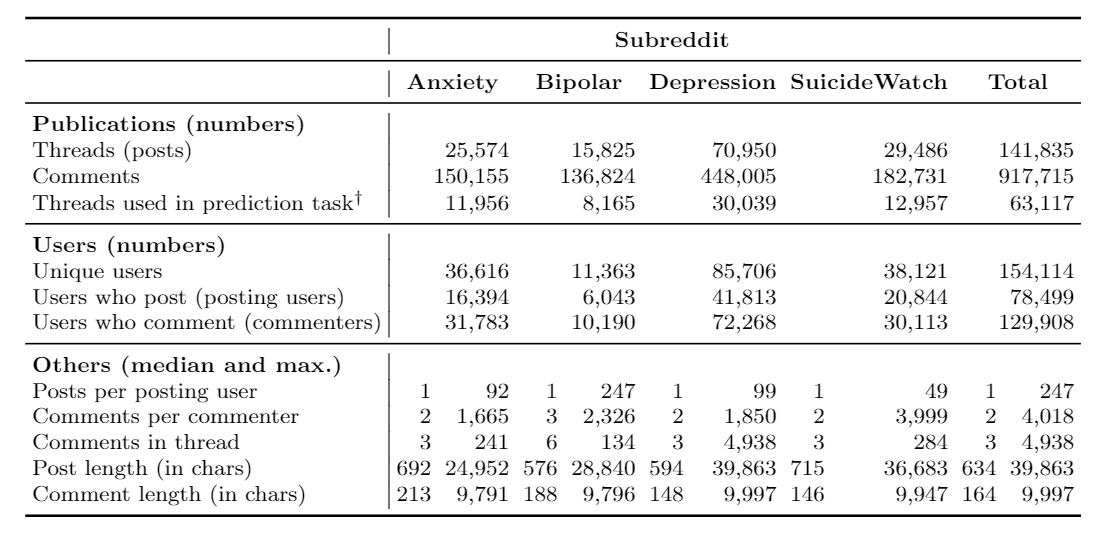 Subreddit
Anxiety Bipolar Depression SuicideWatch Total
Publications (numbers)
Threads (posts) 25,574 15,825 70,950 29,486 141,835
Comments 150,155 136,824 448,005 182,731 917,715
Threads used in prediction task† 11,956 8,165 30,039 12,957 63,117
Users (numbers)
Unique users 36,616 11,363 85,706 38,121 154,114
Users who post (posting users) 16,394 6,043 41,813 20,844 78,499
Users who comment (commenters) 31,783 10,190 72,268 30,113 129,908
Others (median and max.)
Posts per posting user 1 92 1 247 1 99 1 49 1 247
Comments per commenter 2 1,665 3 2,326 2 1,850 2 3,999 2 4,018
Comments in thread 3 241 6 134 3 4,938 3 284 3 4,938
Post length (in chars) 692 24,952 576 28,840 594 39,863 715 36,683 634 39,863
Comment length (in chars) 213 9,791 188 9,796 148 9,997 146 9,947 164 9,997